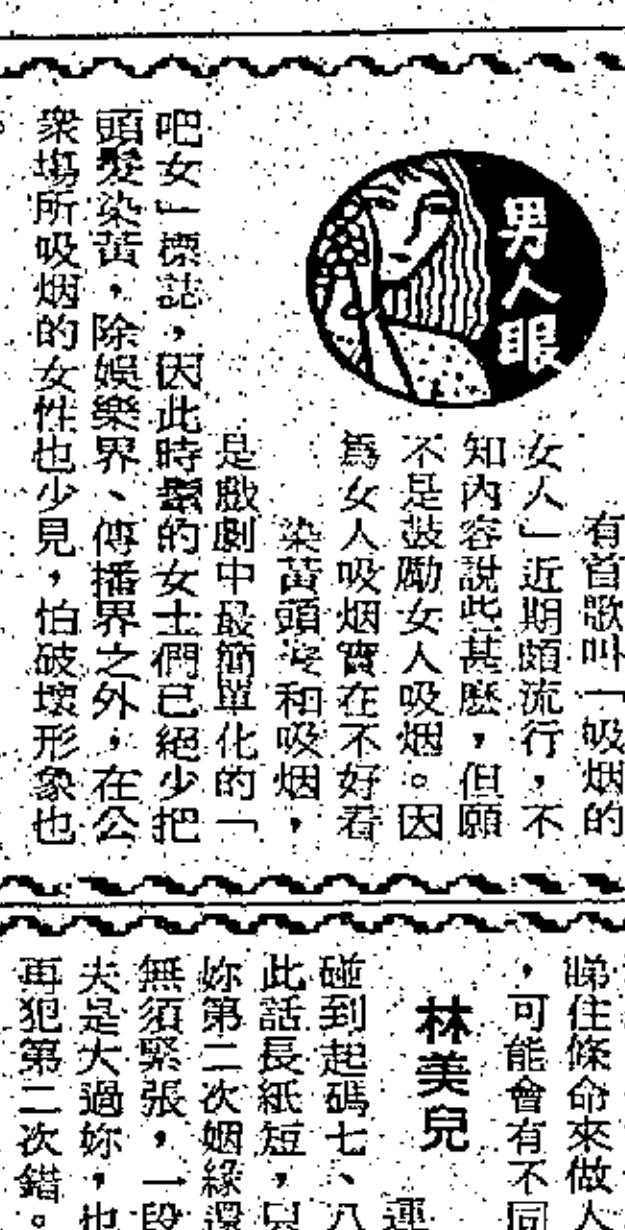 男人眼
有首歌叫「吸烟的
女人」近期頗流行，不
知內容說些甚麽，但願
不是鼓勵女人吸烟。因
爲女人吸烟實在不好看
染黃頭髮和吸烟，
是戲劇中最簡單化的「
吧女」標誌，因此時髦的女士們已絕少把
頭髮染黃，除娛樂界、傳播界之外，在公
衆場所吸烟的女性也少見，怕破壞形象也
睇住條命來做人
，可能會有不同
林美兒
運
碰到起碼七、八
此話長紙短，只
妳第二次姻緣還
無須緊張，一段
夫是大過妳，也
再犯第二次錯。